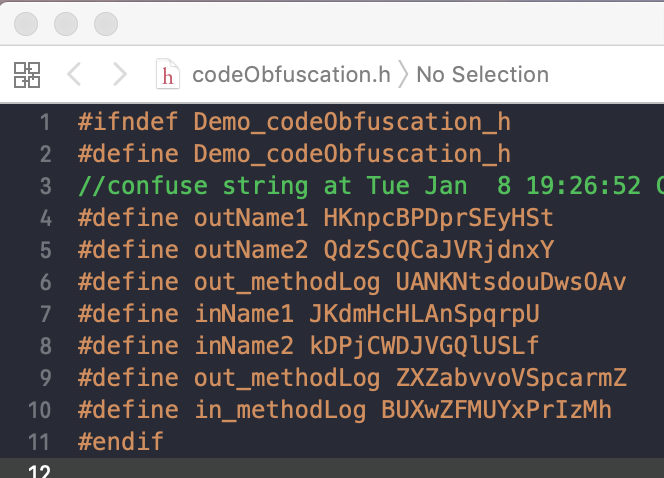 h codeObfuscation.h 〉 No Selection
1 #ifndef Demo_codeObfuscation_h
2 #define Demo_codeObfuscation_h
3 //confuse string at Tue Jan  8 19:26:52
4 #define outName1 HKnpcBPDprSEyHSt
5 #define outName2 QdzScQCaJVRjdnxY
6 #define out_methodLog UANKNtsdouDwsOAv
7 #define inName1 JKdmHcHLAnSpqrpU
8 #define inName2 kDPjCWDJVGQlUSLf
9 #define out_methodLog ZXZabvvoVSpcarmZ
10 #define in_methodLog BUXwZFMUYxPrIzMh
11 #endif
12